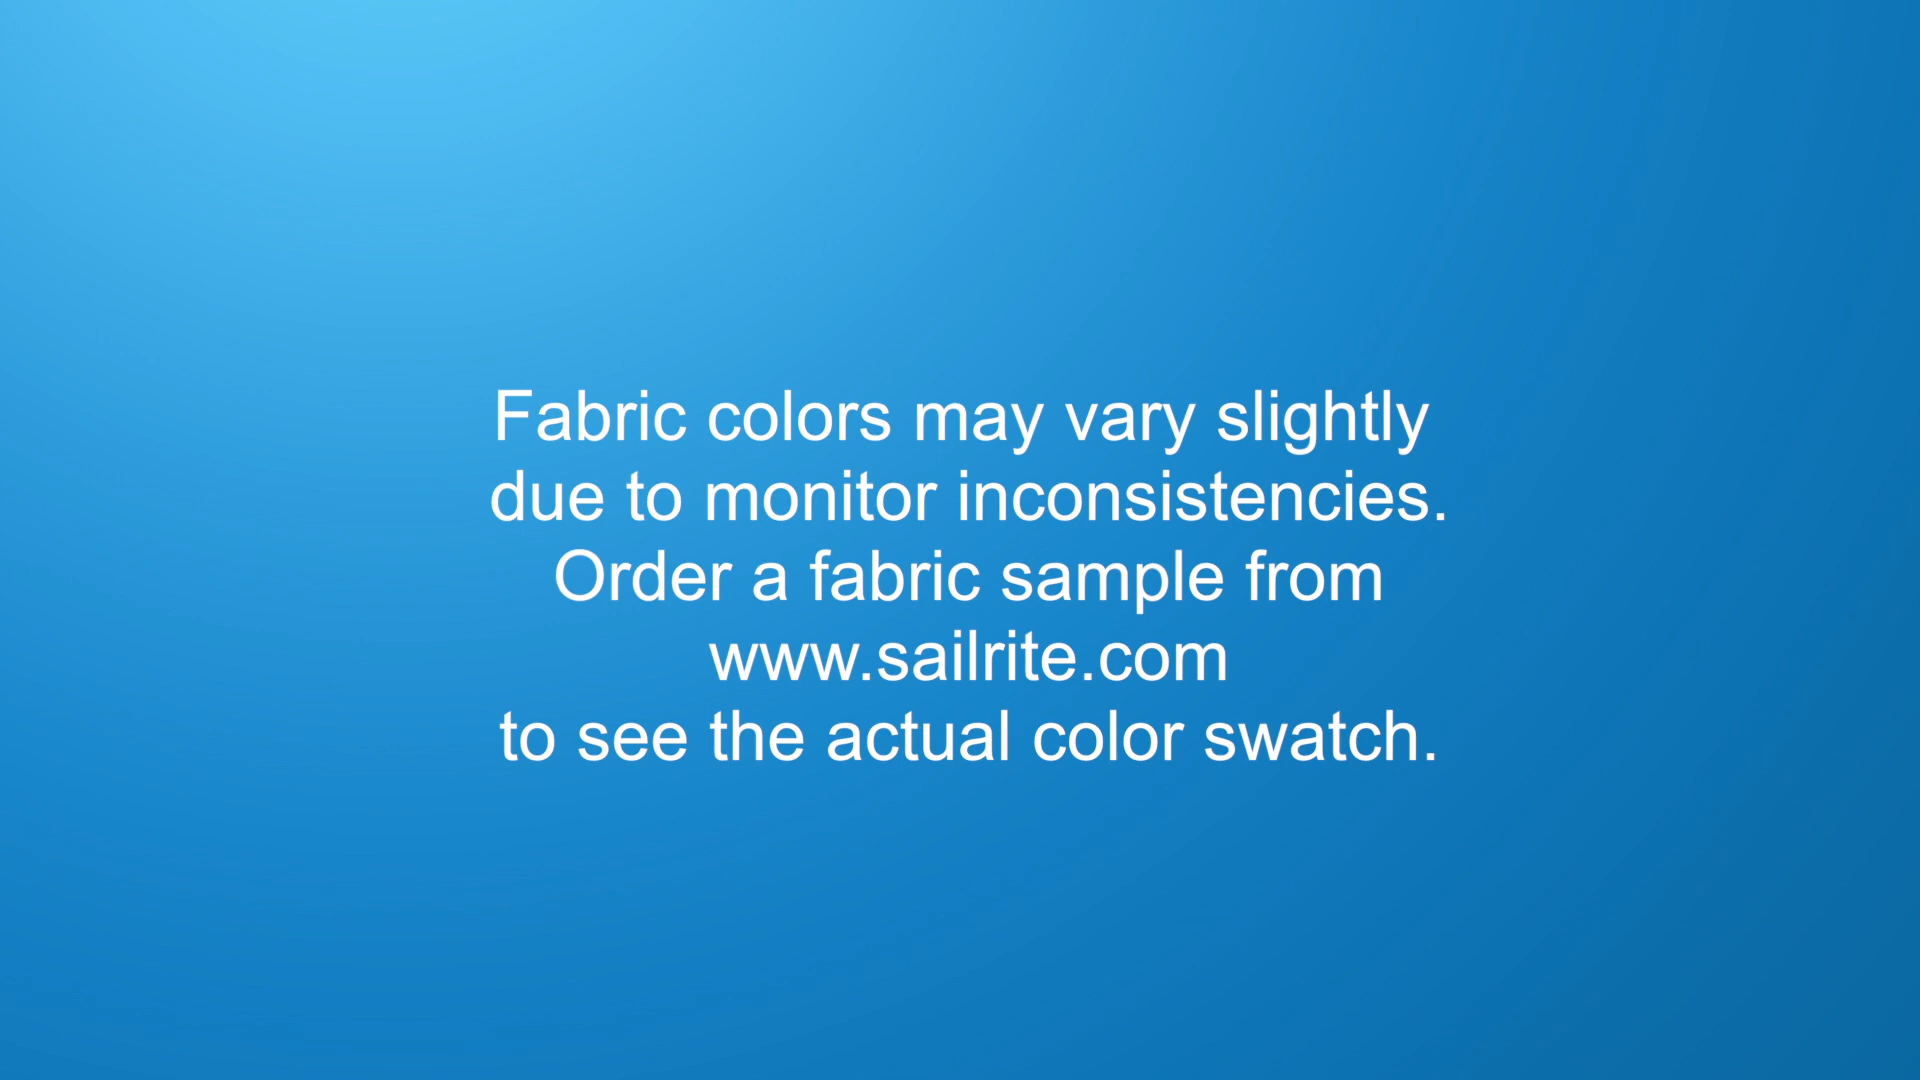 Fabric colors may vary slightly
due to monitor inconsistencies.
Order a fabric sample from
www.sailrite.com
to see the actual color swatch.